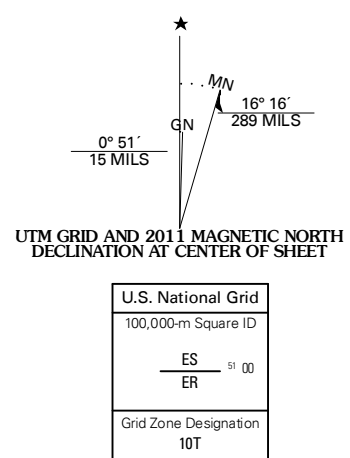 MN
16° 16´
289 MILS
GN
0° 51´
15 MILS
UTM GRID AND 2011 MAGNETIC NORTH
DECLINATION AT CENTER OF SHEET
U.S. National Grid
100,000-m Square ID
ES
51 00
ER
Grid Zone Designation
10T